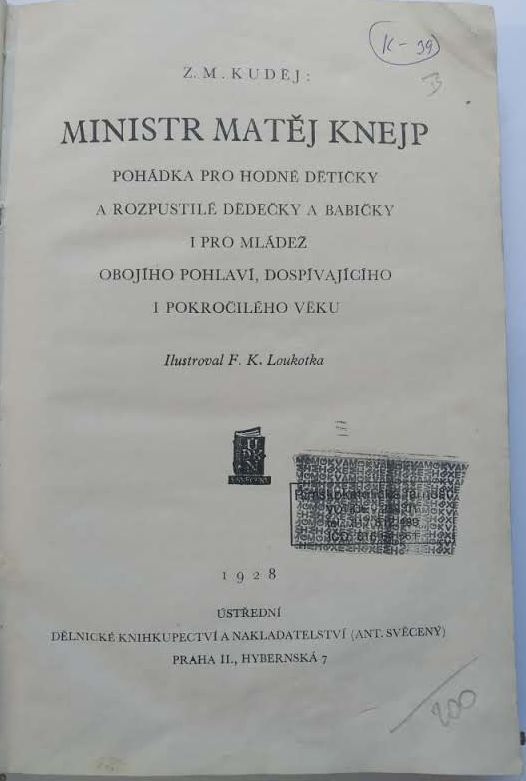 K - 39
Z. M. KUDĚJ:
MINISTR MATĚJ KNEJP
POHÁDKA PRO HODNÉ DĚTIČKY
A ROZPUSTILÉ DĚDEČKY A BABIČKY
I PRO MLÁDEŽ
OBOJÍHO POHLAVÍ, DOSPÍVAJÍCÍHO
I POKROČILÉHO VĚKU
Ilustroval F. K. Loukotka
1928
ÚSTŘEDNÍ
DĚLNICKÉ KNIHKUPECTVÍ A NAKLADATELSTVÍ (ANT. SVĚCENÝ)
PRAHA II., HYBERNSKÁ 7
200